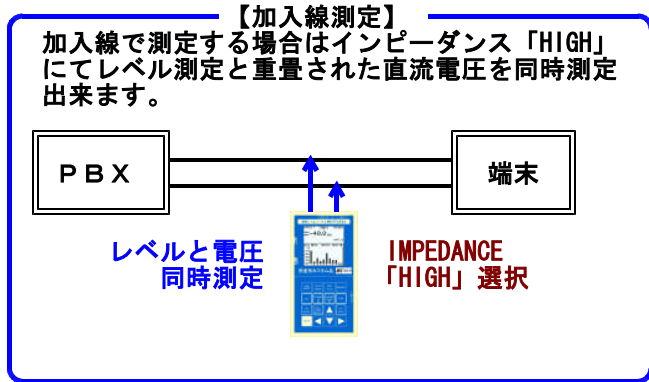 【加入線測定】
加入線で測定する場合はインピーダンス「HIGH」
にてレベル測定と重畳された直流電圧を同時測定
出来ます。
ＰＢＸ
端末
レベルと電圧
同時測定
IMPEDANCE
「HIGH」選択